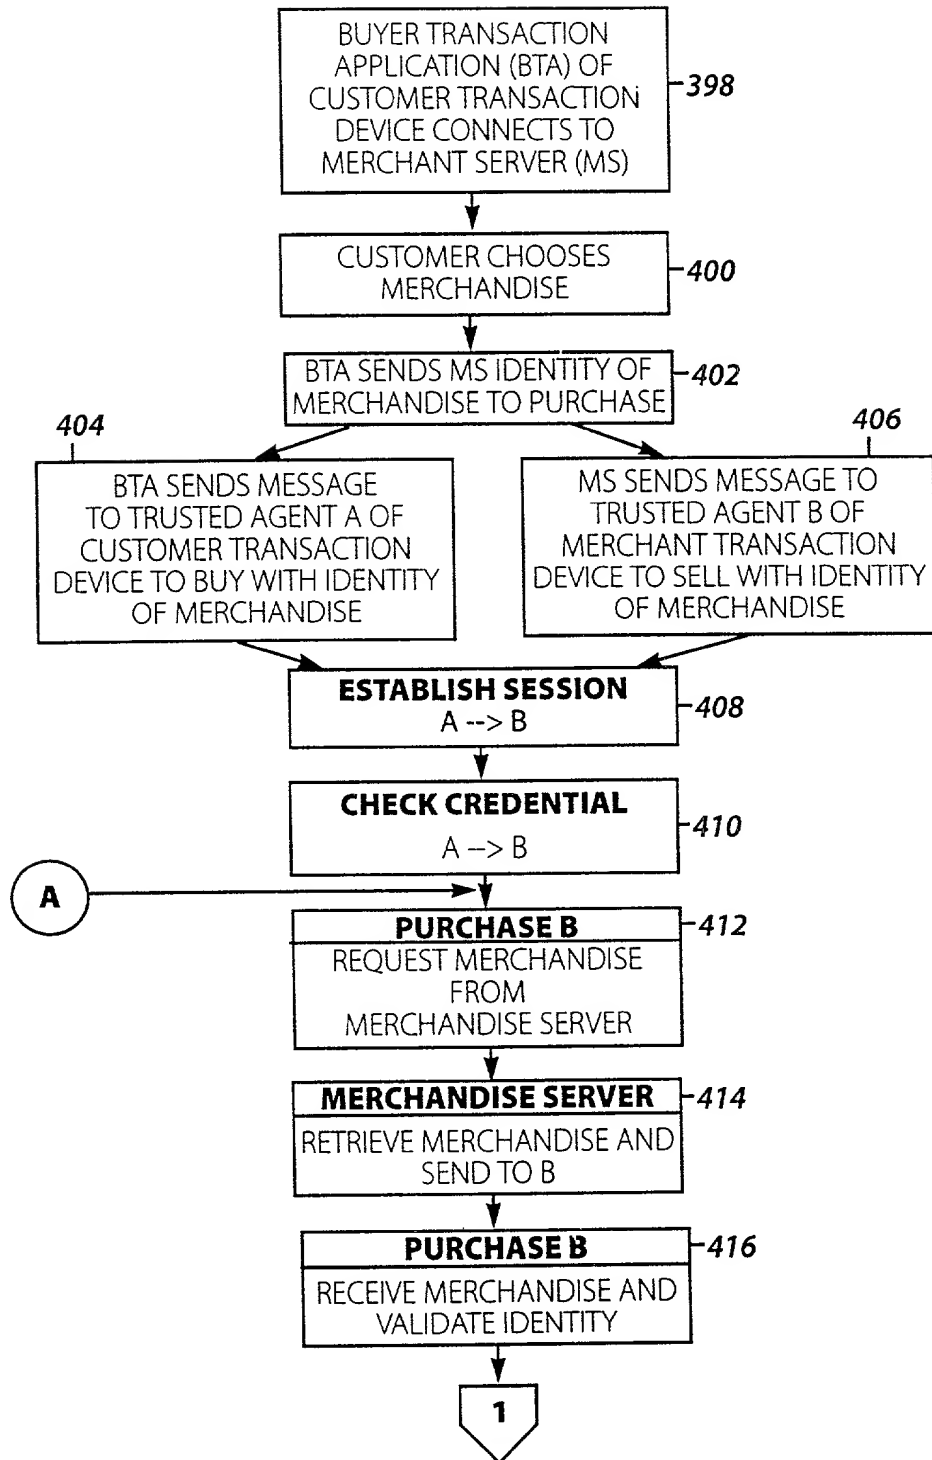 BUYER TRANSACTION
APPLICATION (BTA) OF
CUSTOMER TRANSACTION
DEVICE CONNECTS TO
MERCHANT SERVER (MS)
398
CUSTOMER CHOOSES
MERCHANDISE
400
BTA SENDS MS IDENTITY OF
MERCHANDISE TO PURCHASE
402
404
BTA SENDS MESSAGE
TO TRUSTED AGENT A OF
CUSTOMER TRANSACTION
DEVICE TO BUY WITH IDENTITY
OF MERCHANDISE
406
MS SENDS MESSAGE TO
TRUSTED AGENT B OF
MERCHANT TRANSACTION
DEVICE TO SELL WITH IDENTITY
OF MERCHANDISE
ESTABLISH SESSION
A --> B
408
CHECK CREDENTIAL
A --> B
410
A
PURCHASE B
412
REQUEST MERCHANDISE
FROM
MERCHANDISE SERVER
MERCHANDISE SERVER
414
RETRIEVE MERCHANDISE AND
SEND TO B
PURCHASE B
416
RECEIVE MERCHANDISE AND
VALIDATE IDENTITY
1